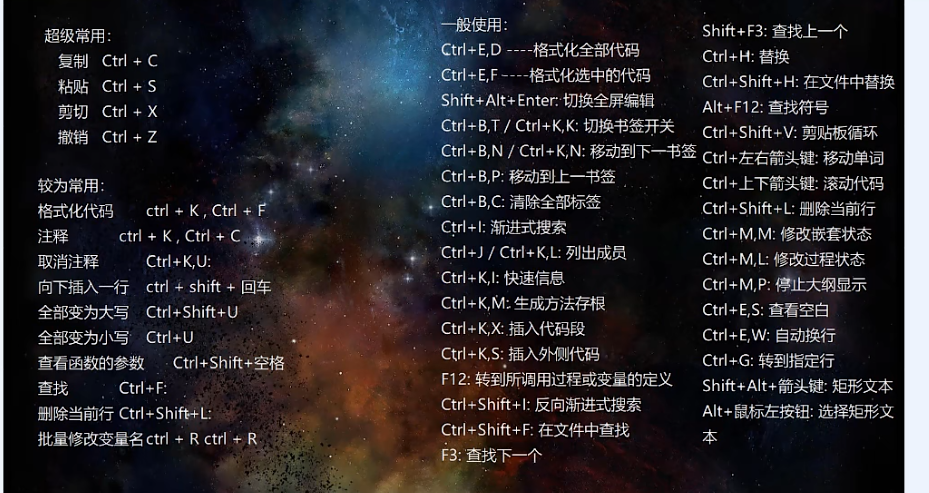 超级常用：
复制 Ctrl + C
粘贴 Ctrl + S
剪切 Ctrl + X
撤销 Ctrl + Z
较为常用：
格式化代码 ctrl + K , Ctrl + F
注释 ctrl + K , Ctrl + C
取消注释 Ctrl+K,U:
向下插入一行 ctrl + shift + 回车
全部变为大写 Ctrl+Shift+U
全部变为小写 Ctrl+U
查看函数的参数 Ctrl+Shift+空格
查找 Ctrl+F:
删除当前行 Ctrl+Shift+L:
批量修改变量名 ctrl + R ctrl + R
一般使用：
Ctrl+E,D ----格式化全部代码
Ctrl+E,F ----格式化选中的代码
Shift+Alt+Enter: 切换全屏编辑
Ctrl+B,T / Ctrl+K,K: 切换书签开关
Ctrl+B,N / Ctrl+K,N: 移动到下一书签
Ctrl+B,P: 移动到上一书签
Ctrl+B,C: 清除全部标签
Ctrl+I: 渐进式搜索
Ctrl+J / Ctrl+K,L: 列出成员
Ctrl+K,I: 快速信息
Ctrl+K,M: 生成方法存根
Ctrl+K,X: 插入代码段
Ctrl+K,S: 插入外侧代码
F12: 转到所调用过程或变量的定义
Ctrl+Shift+I: 反向渐进式搜索
Ctrl+Shift+F: 在文件中查找
F3: 查找下一个
Shift+F3: 查找上一个
Ctrl+H: 替换
Ctrl+Shift+H: 在文件中替换
Alt+F12: 查找符号
Ctrl+Shift+V: 剪贴板循环
Ctrl+左右箭头键: 移动单词
Ctrl+上下箭头键: 滚动代码
Ctrl+Shift+L: 删除当前行
Ctrl+M,M: 修改嵌套状态
Ctrl+M,L: 修改过程状态
Ctrl+M,P: 停止大纲显示
Ctrl+E,S: 查看空白
Ctrl+E,W: 自动换行
Ctrl+G: 转到指定行
Shift+Alt+箭头键: 矩形文本
Alt+鼠标左按钮: 选择矩形文
本